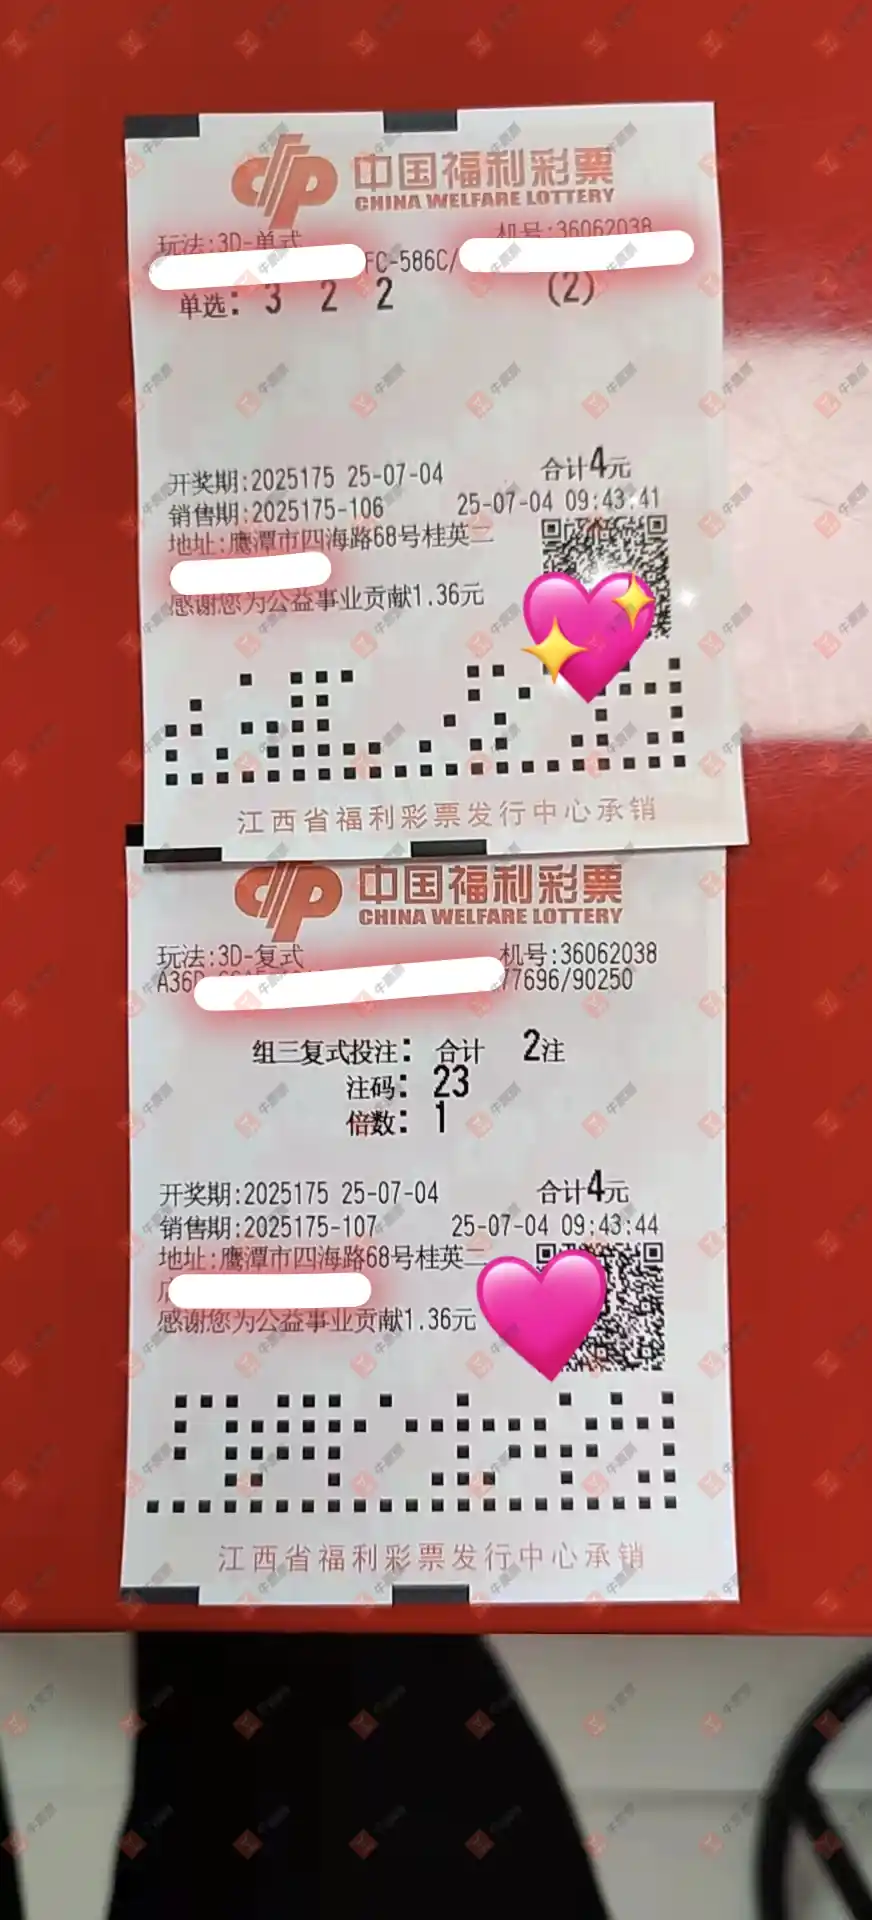 中国福利彩票
CHINA WELFARE LOTTERY
玩法:3D-单式 机号:36062038
FC-586C/
单选: 3 2 2 (2)
开奖期:2025175 25-07-04 合计4元
销售期:2025175-106 25-07-04 09:43:41
地址:鹰潭市四海路68号桂英二
感谢您为公益事业贡献1.36元
江西省福利彩票发行中心承销
中国福利彩票
CHINA WELFARE LOTTERY
玩法:3D-复式 机号:36062038
77696/90250
组三复式投注: 合计 2注
注码: 23
倍数: 1
开奖期:2025175 25-07-04 合计4元
销售期:2025175-107 25-07-04 09:43:44
地址:鹰潭市四海路68号桂英二
感谢您为公益事业贡献1.36元
江西省福利彩票发行中心承销